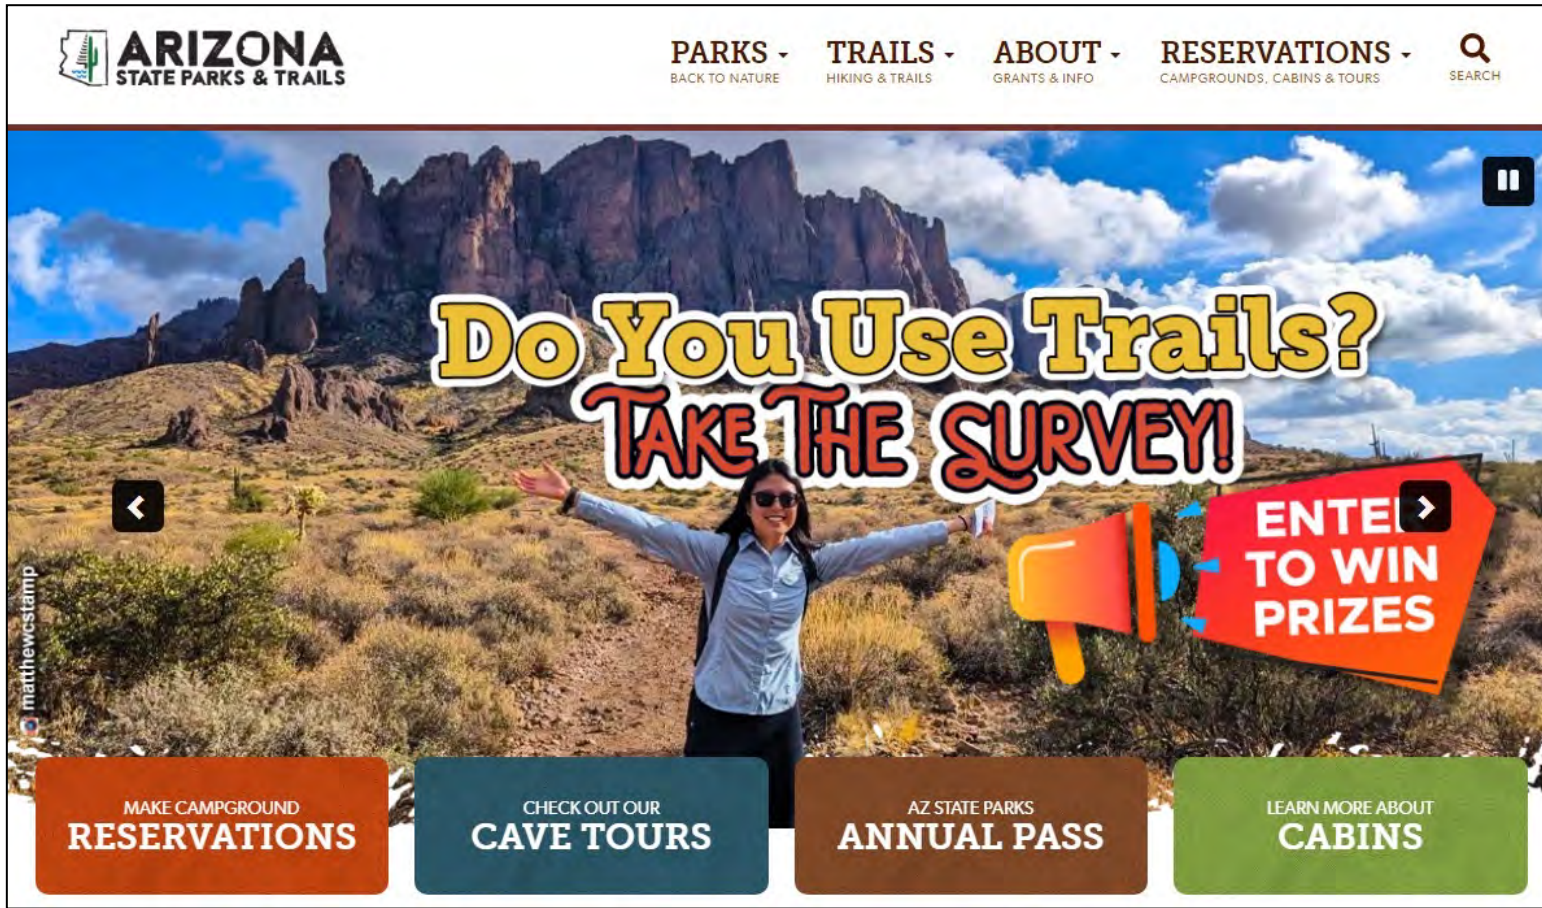 ARIZONA
STATE PARKS & TRAILS
PARKS
BACK TO NATURE
TRAILS
HIKING & TRAILS
ABOUT
GRANTS & INFO
RESERVATIONS
CAMPGROUNDS, CABINS & TOURS
SEARCH
Do You Use Trails?
TAKE THE SURVEY!
ENTE
TO WIN
PRIZES
matthewcstamp
MAKE CAMPGROUND
RESERVATIONS
CHECK OUT OUR
CAVE TOURS
AZ STATE PARKS
ANNUAL PASS
LEARN MORE ABOUT
CABINS